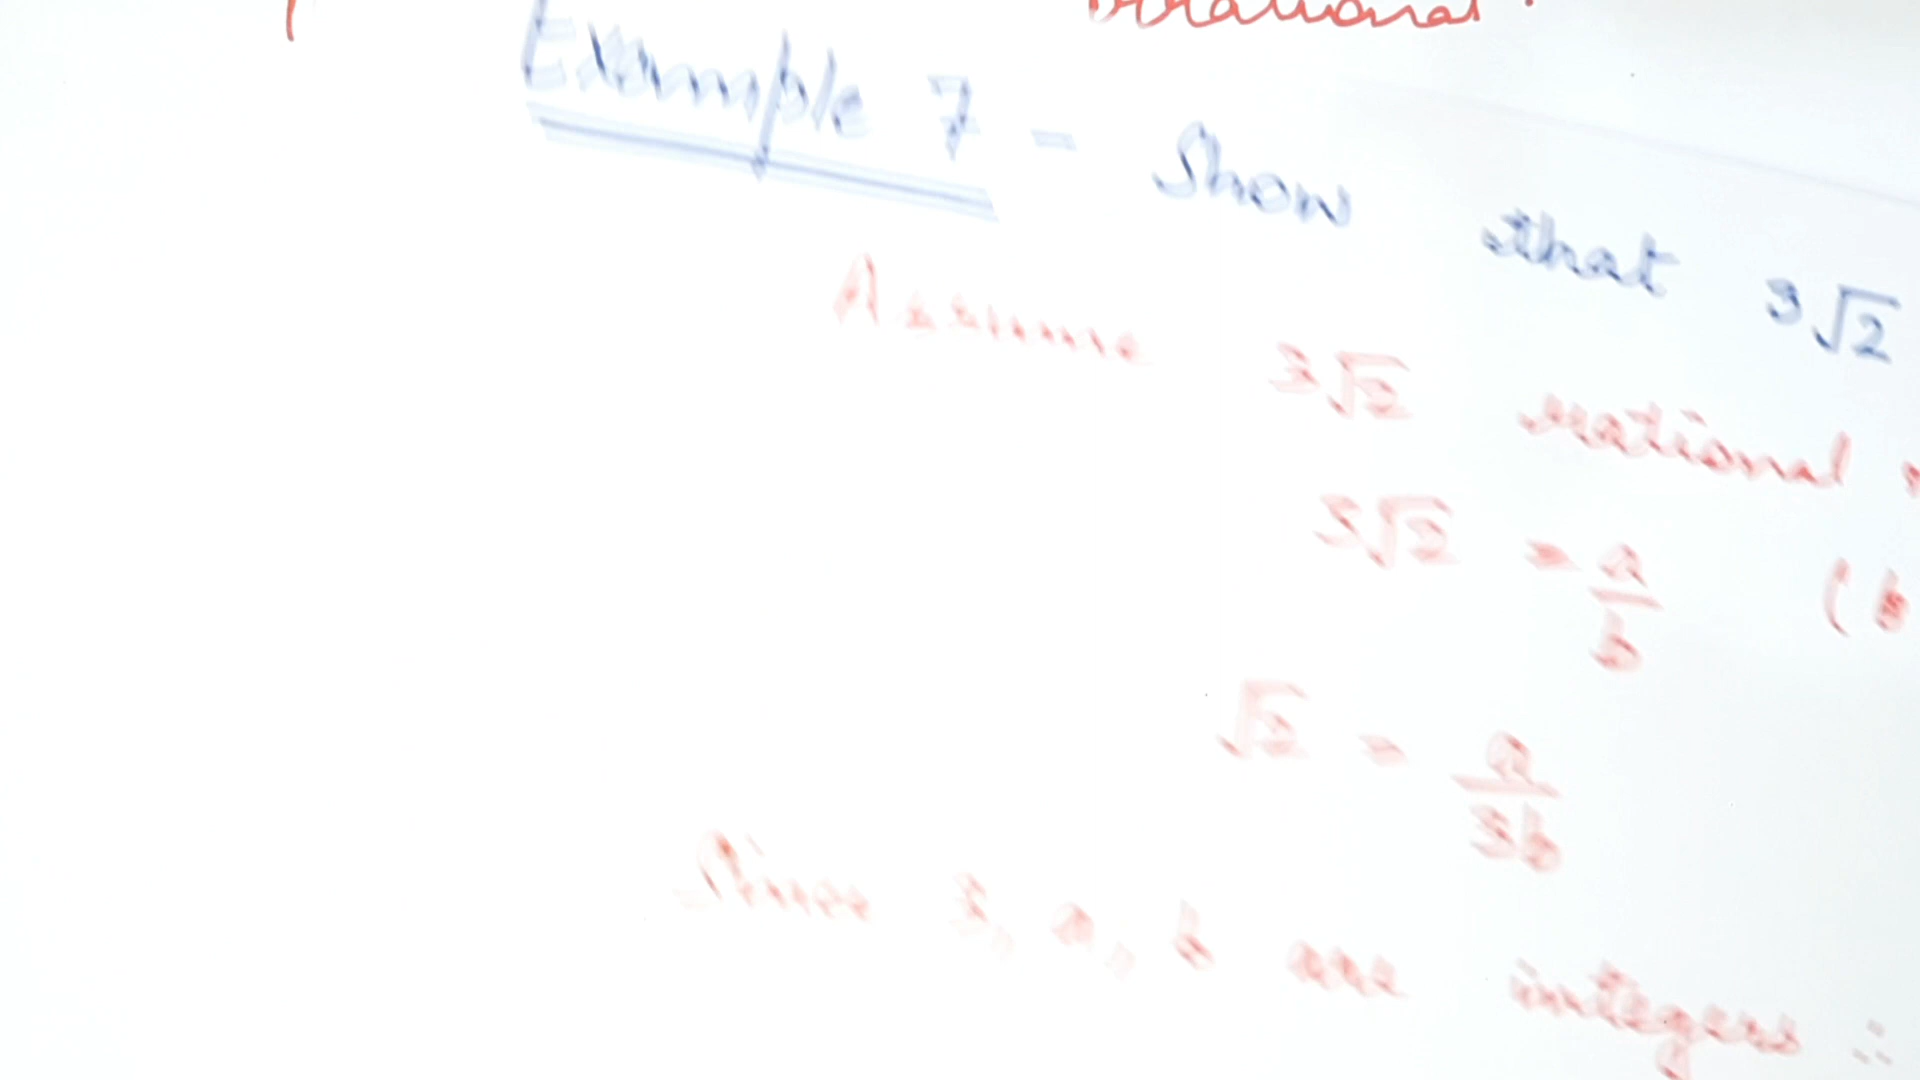 irrational.
Example 7 - Show that 3√2
Assume 3√2 rational
3√2 = a/b (b
√2 = a/3b
Since 3, a, b are integers ∴